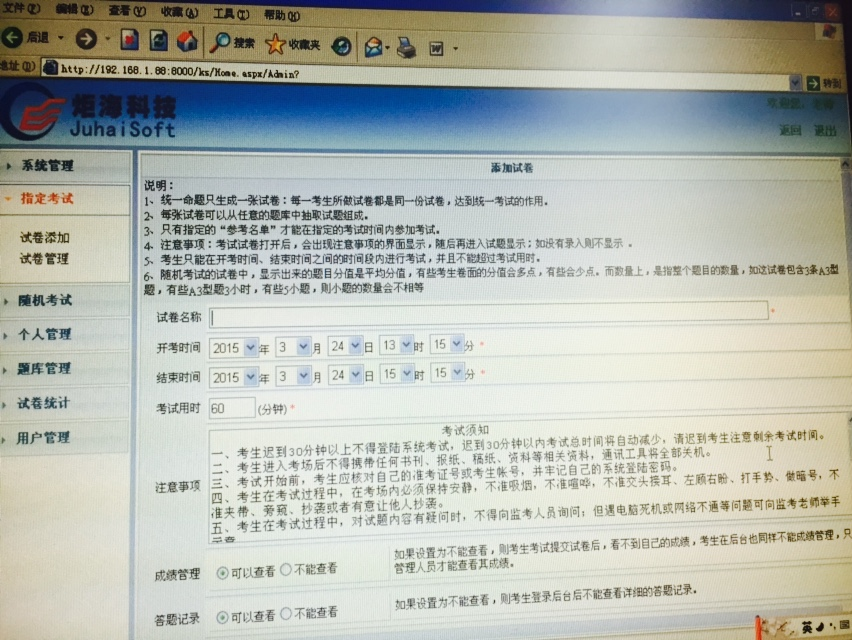 文件(F) 编辑(E) 查看(V) 收藏(A) 工具(T) 帮助(H)
后退 搜索 收藏夹
地址(D) http://192.168.1.88:8000/ks/Home.aspx/Admin? 转到
炬海科技
JuhaiSoft
返回 退出
系统管理
指定考试
试卷添加
试卷管理
随机考试
个人管理
题库管理
试卷统计
用户管理
添加试卷
说明：
1、统一命题只生成一张试卷：每一考生所做试卷都是同一份试卷，达到统一考试的作用。
2、每张试卷可以从任意的题库中抽取试题组成。
3、只有指定的“参考名单”才能在指定的考试时间内参加考试。
4、注意事项：考试试卷打开后，会出现注意事项的界面显示，随后再进入试题显示；如没有录入则不显示 。
5、考生只能在开考时间、结束时间之间的时间段内进行考试，并且不能超过考试用时。
6、随机考试的试卷中，显示出来的题目分值是平均分值，有些考生卷面的分值会多点，有些会少点。而数量上，是指整个题目的数量，如这试卷包含3条A3型
题，有些A3型题3小时，有些5小题，则小题的数量会不相等
试卷名称 *
开考时间 2015 年 3 月 24 日 13 时 15 分 *
结束时间 2015 年 3 月 24 日 15 时 15 分 *
考试用时 60 (分钟) *
注意事项
考试须知
一、考生迟到30分钟以上不得登陆系统考试，迟到30分钟以内考试总时间将自动减少，请迟到考生注意剩余考试时间。
二、考生进入考场后不得携带任何书刊、报纸、稿纸、资料等相关资料，通讯工具将全部关机。
三、考试开始前，考生应核对自己的准考证号或考生帐号，并牢记自己的系统登陆密码。
四、考生在考试过程中，在考场内必须保持安静，不准吸烟，不准喧哗，不准交头接耳、左顾右盼、打手势、做暗号，不
准夹带、旁窥、抄袭或者有意让他人抄袭。
五、考生在考试过程中，对试题内容有疑问时，不得向监考人员询问；但遇电脑死机或网络不通等问题可向监考老师举手
示意
成绩管理 可以查看 不能查看
如果设置为不能查看，则考生考试提交试卷后，看不到自己的成绩，考生在后台也同样不能成绩管理，只
管理人员才能查看其成绩。
答题记录 可以查看 不能查看
如果设置为不能查看，则考生登录后台后不能查看详细的答题记录。
英